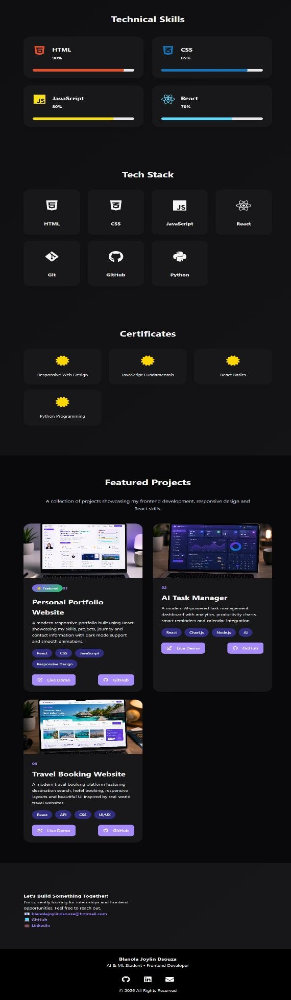 Technical Skills
HTML
90%
CSS
85%
JavaScript
80%
React
70%
Tech Stack
HTML
CSS
JavaScript
React
Git
GitHub
Python
Certificates
Responsive Web Design
JavaScript Fundamentals
React Basics
Python Programming
Featured Projects
A collection of projects showcasing my frontend development, responsive design and
React skills.
Featured
01
Personal Portfolio
Website
A modern responsive portfolio built using React
showcasing my skills, projects, journey and
contact information with dark mode support
and smooth animations.
React
CSS
JavaScript
Responsive Design
Live Demo
GitHub
02
AI Task Manager
A modern AI-powered task management
dashboard with analytics, productivity charts,
smart reminders and calendar integration.
React
Chart.js
Node.js
AI
Live Demo
GitHub
Discover Your
Next Adventure,
03
Travel Booking Website
A modern travel booking platform featuring
destination search, hotel booking, responsive
layouts and beautiful UI inspired by real-world
travel websites.
React
API
CSS
UI/UX
Live Demo
GitHub
Let's Build Something Together!
I'm currently looking for internships and frontend
opportunities. Feel free to reach out.
blanolajoylindsouza@hotmail.com
GitHub
LinkedIn
Blanola Joylin Dsouza
AI & ML Student • Frontend Developer
© 2026 All Rights Reserved